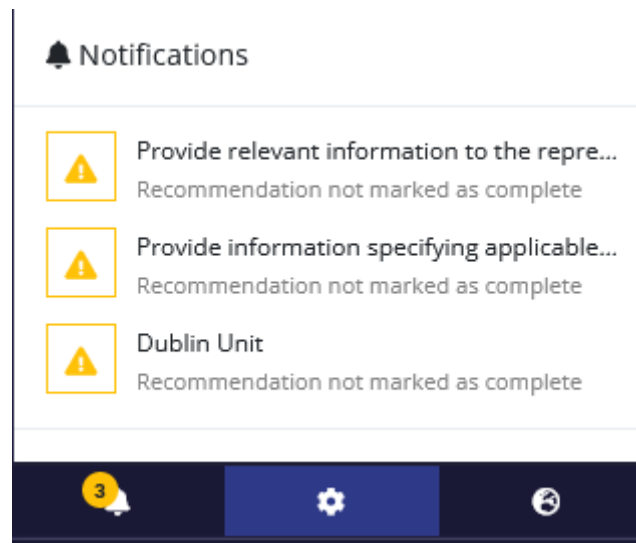 Notifications
Provide relevant information to the repre...
Recommendation not marked as complete
Provide information specifying applicable...
Recommendation not marked as complete
Dublin Unit
Recommendation not marked as complete
3